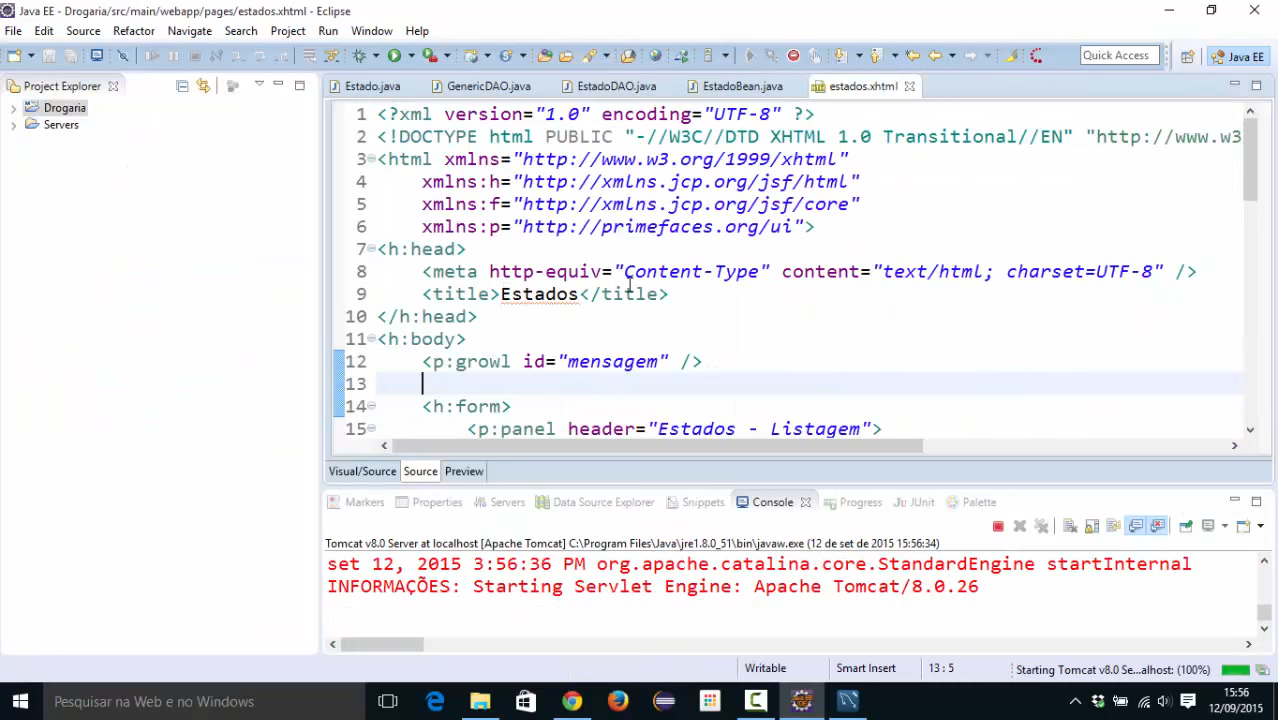 Java EE - Drogaria/src/main/webapp/pages/estados.xhtml - Eclipse
File Edit Source Refactor Navigate Search Project Run Window Help
Quick Access Java EE
Project Explorer
Drogaria
Servers
Estado.java GenericDAO.java EstadoDAO.java EstadoBean.java estados.xhtml
1 <?xml version="1.0" encoding="UTF-8" ?>
2 <!DOCTYPE html PUBLIC "-//W3C//DTD XHTML 1.0 Transitional//EN" "http://www.w3
3 <html xmlns="http://www.w3.org/1999/xhtml"
4 xmlns:h="http://xmlns.jcp.org/jsf/html"
5 xmlns:f="http://xmlns.jcp.org/jsf/core"
6 xmlns:p="http://primefaces.org/ui">
7 <h:head>
8 <meta http-equiv="Content-Type" content="text/html; charset=UTF-8" />
9 <title>Estados</title>
10 </h:head>
11 <h:body>
12 <p:growl id="mensagem" />
13
14 <h:form>
15 <p:panel header="Estados - Listagem">
Visual/Source Source Preview
Markers Properties Servers Data Source Explorer Snippets Console Progress JUnit Palette
Tomcat v8.0 Server at localhost [Apache Tomcat] C:\Program Files\Java\jre1.8.0_51\bin\javaw.exe (12 de set de 2015 15:56:34)
set 12, 2015 3:56:36 PM org.apache.catalina.core.StandardEngine startInternal
INFORMAÇÕES: Starting Servlet Engine: Apache Tomcat/8.0.26
Writable Smart Insert 13 : 5 Starting Tomcat v8.0 Se...alhost: (100%)
Pesquisar na Web e no Windows
15:56
12/09/2015